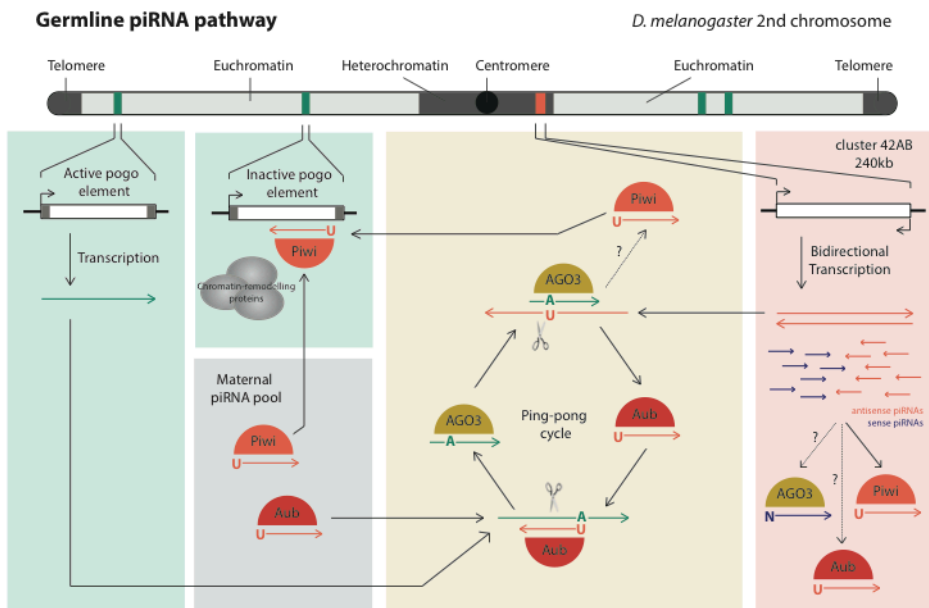 Germline piRNA pathway
D. melanogaster 2nd chromosome
Telomere
Euchromatin
Heterochromatin
Centromere
Euchromatin
Telomere
Active pogo
element
Transcription
Inactive pogo
element
U
Piwi
Chromatin-remodelling
proteins
Maternal
piRNA pool
Piwi
U
Aub
U
Piwi
U
?
AGO3
A
U
AGO3
A
Ping-pong
cycle
Aub
U
A
U
Aub
cluster 42AB
240kb
Bidirectional
Transcription
antisense piRNAs
sense piRNAs
?
?
AGO3
N
Piwi
U
Aub
U